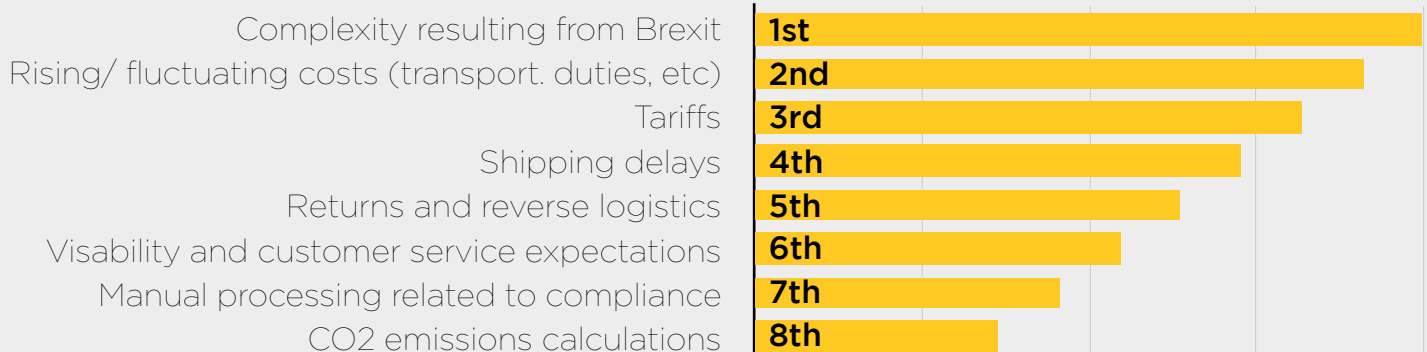 Complexity resulting from Brexit 1st
Rising/ fluctuating costs (transport. duties, etc) 2nd
Tariffs 3rd
Shipping delays 4th
Returns and reverse logistics 5th
Visability and customer service expectations 6th
Manual processing related to compliance 7th
CO2 emissions calculations 8th